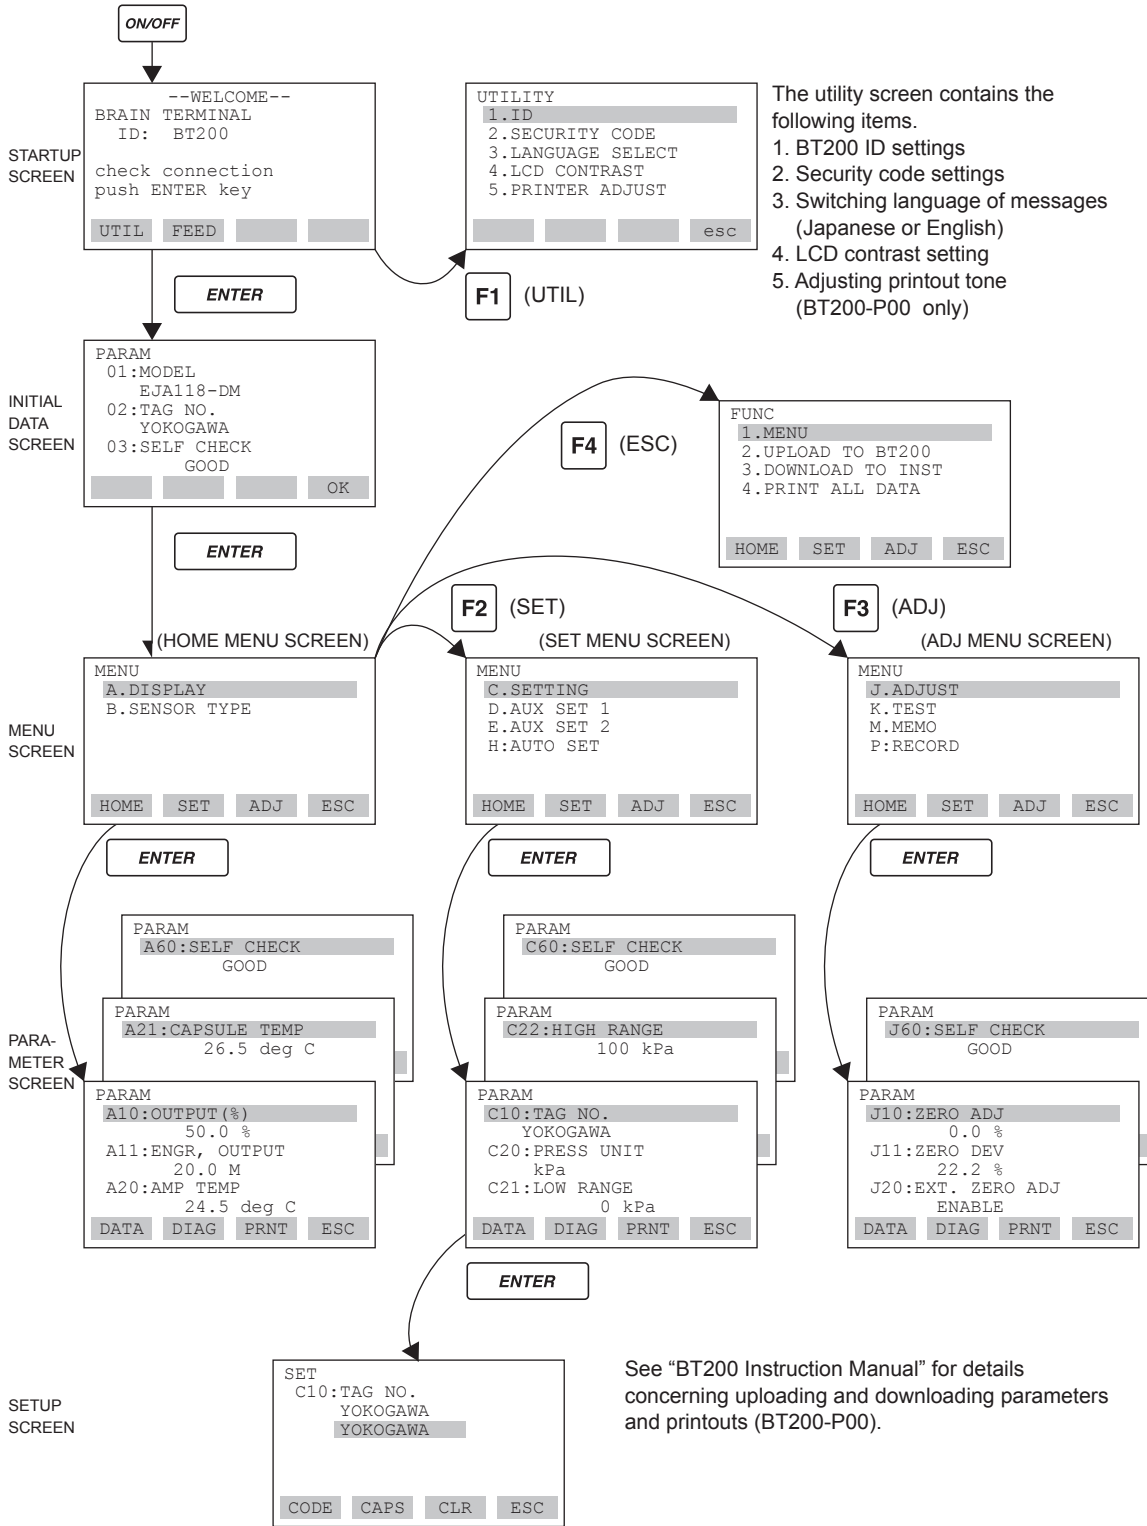 ON/OFF
STARTUP
SCREEN
--WELCOME--
BRAIN TERMINAL
ID: BT200
check connection
push ENTER key
UTIL FEED
UTILITY
1.ID
2.SECURITY CODE
3.LANGUAGE SELECT
4.LCD CONTRAST
5.PRINTER ADJUST
esc
The utility screen contains the
following items.
1. BT200 ID settings
2. Security code settings
3. Switching language of messages
(Japanese or English)
4. LCD contrast setting
5. Adjusting printout tone
(BT200-P00 only)
ENTER
F1 (UTIL)
INITIAL
DATA
SCREEN
PARAM
01:MODEL
EJA118-DM
02:TAG NO.
YOKOGAWA
03:SELF CHECK
GOOD
OK
F4 (ESC)
FUNC
1.MENU
2.UPLOAD TO BT200
3.DOWNLOAD TO INST
4.PRINT ALL DATA
HOME SET ADJ ESC
ENTER
F2 (SET)
F3 (ADJ)
(HOME MENU SCREEN)
(SET MENU SCREEN)
(ADJ MENU SCREEN)
MENU
SCREEN
MENU
A.DISPLAY
B.SENSOR TYPE
HOME SET ADJ ESC
MENU
C.SETTING
D.AUX SET 1
E.AUX SET 2
H:AUTO SET
HOME SET ADJ ESC
MENU
J.ADJUST
K.TEST
M.MEMO
P:RECORD
HOME SET ADJ ESC
ENTER
ENTER
ENTER
PARA-
METER
SCREEN
PARAM
A60:SELF CHECK
GOOD
PARAM
A21:CAPSULE TEMP
26.5 deg C
PARAM
A10:OUTPUT(%)
50.0 %
A11:ENGR, OUTPUT
20.0 M
A20:AMP TEMP
24.5 deg C
DATA DIAG PRNT ESC
PARAM
C60:SELF CHECK
GOOD
PARAM
C22:HIGH RANGE
100 kPa
PARAM
C10:TAG NO.
YOKOGAWA
C20:PRESS UNIT
kPa
C21:LOW RANGE
0 kPa
DATA DIAG PRNT ESC
PARAM
J60:SELF CHECK
GOOD
PARAM
J10:ZERO ADJ
0.0 %
J11:ZERO DEV
22.2 %
J20:EXT. ZERO ADJ
ENABLE
DATA DIAG PRNT ESC
ENTER
SETUP
SCREEN
SET
C10:TAG NO.
YOKOGAWA
YOKOGAWA
CODE CAPS CLR ESC
See “BT200 Instruction Manual” for details
concerning uploading and downloading parameters
and printouts (BT200-P00).